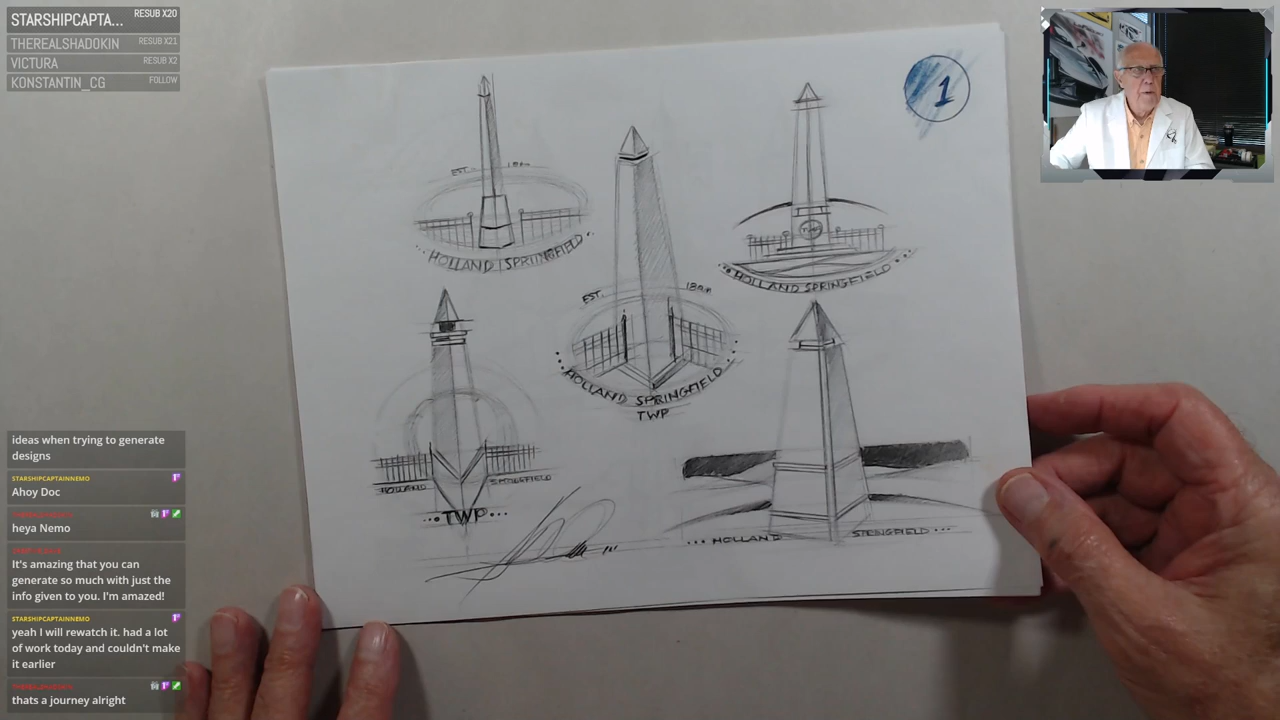 STARSHIPCAPTA... RESUB X20
THEREALSHADOKIN RESUB X21
VICTURA RESUB X2
KONSTANTIN_CG FOLLOW
1
EST.
HOLLAND SPRINGFIELD
TWP
HOLLAND SPRINGFIELD
EST. 180
HOLLAND SPRINGFIELD
TWP
HOLLAND SPRINGFIELD
TWP
HOLLAND SPRINGFIELD
ideas when trying to generate
designs
STARSHIPCAPTAINNEMO
Ahoy Doc
heya Nemo
It's amazing that you can
generate so much with just the
info given to you. I'm amazed!
STARSHIPCAPTAINNEMO
yeah I will rewatch it. had a lot
of work today and couldn't make
it earlier
thats a journey alright